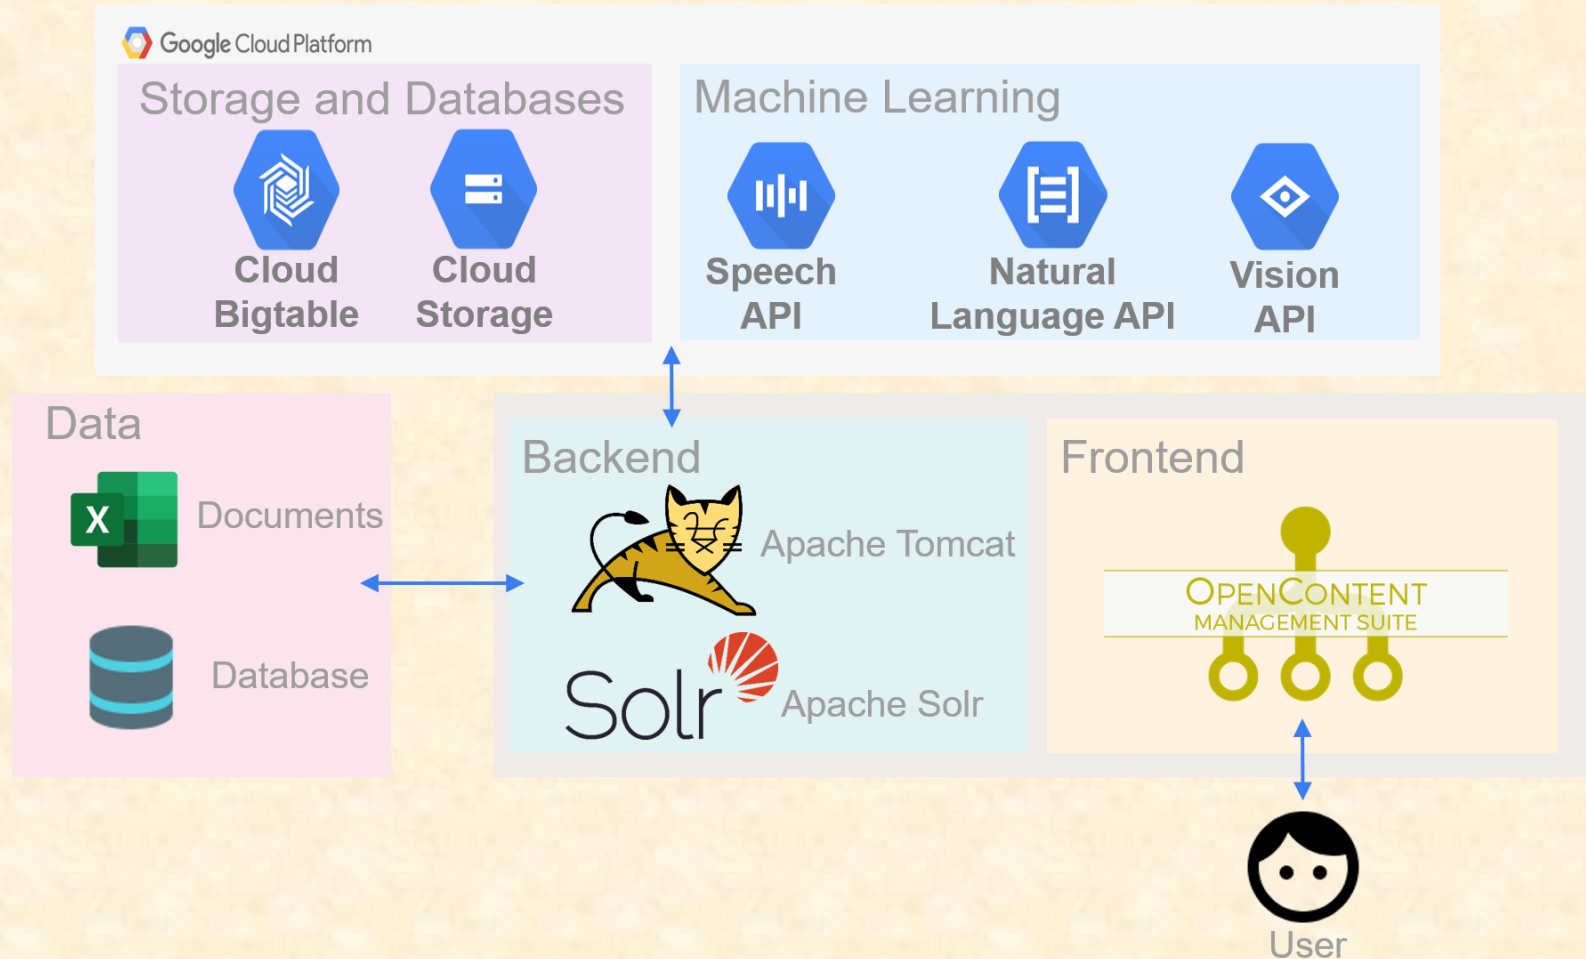 Google Cloud Platform
Storage and Databases
Cloud
Bigtable
Cloud
Storage
Machine Learning
Speech
API
Natural
Language API
Vision
API
Data
X
Documents
Database
Backend
Apache Tomcat
Solr
Apache Solr
Frontend
OPENCONTENT
MANAGEMENT SUITE
User